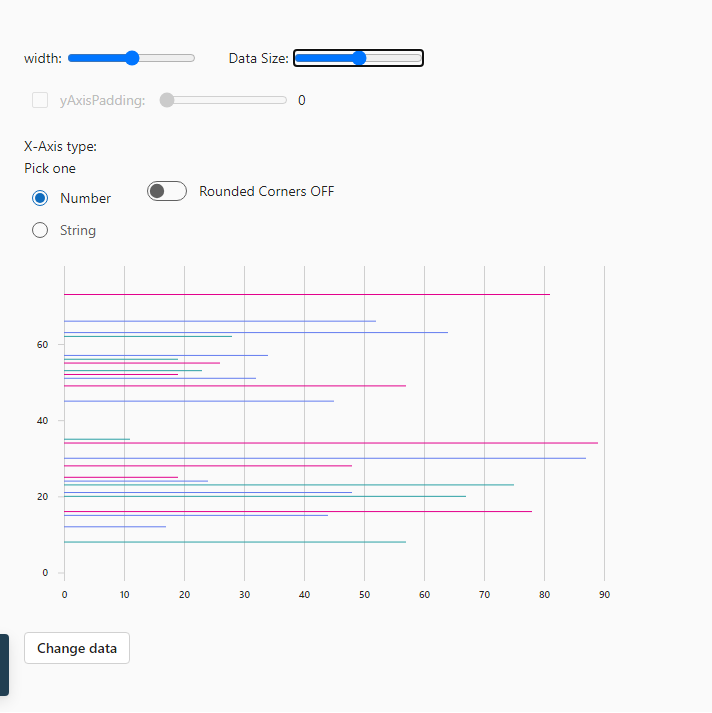 width: Data Size:
yAxisPadding: 0
X-Axis type:
Pick one
Number
Rounded Corners OFF
String
60
40
20
0
0 10 20 30 40 50 60 70 80 90
Change data